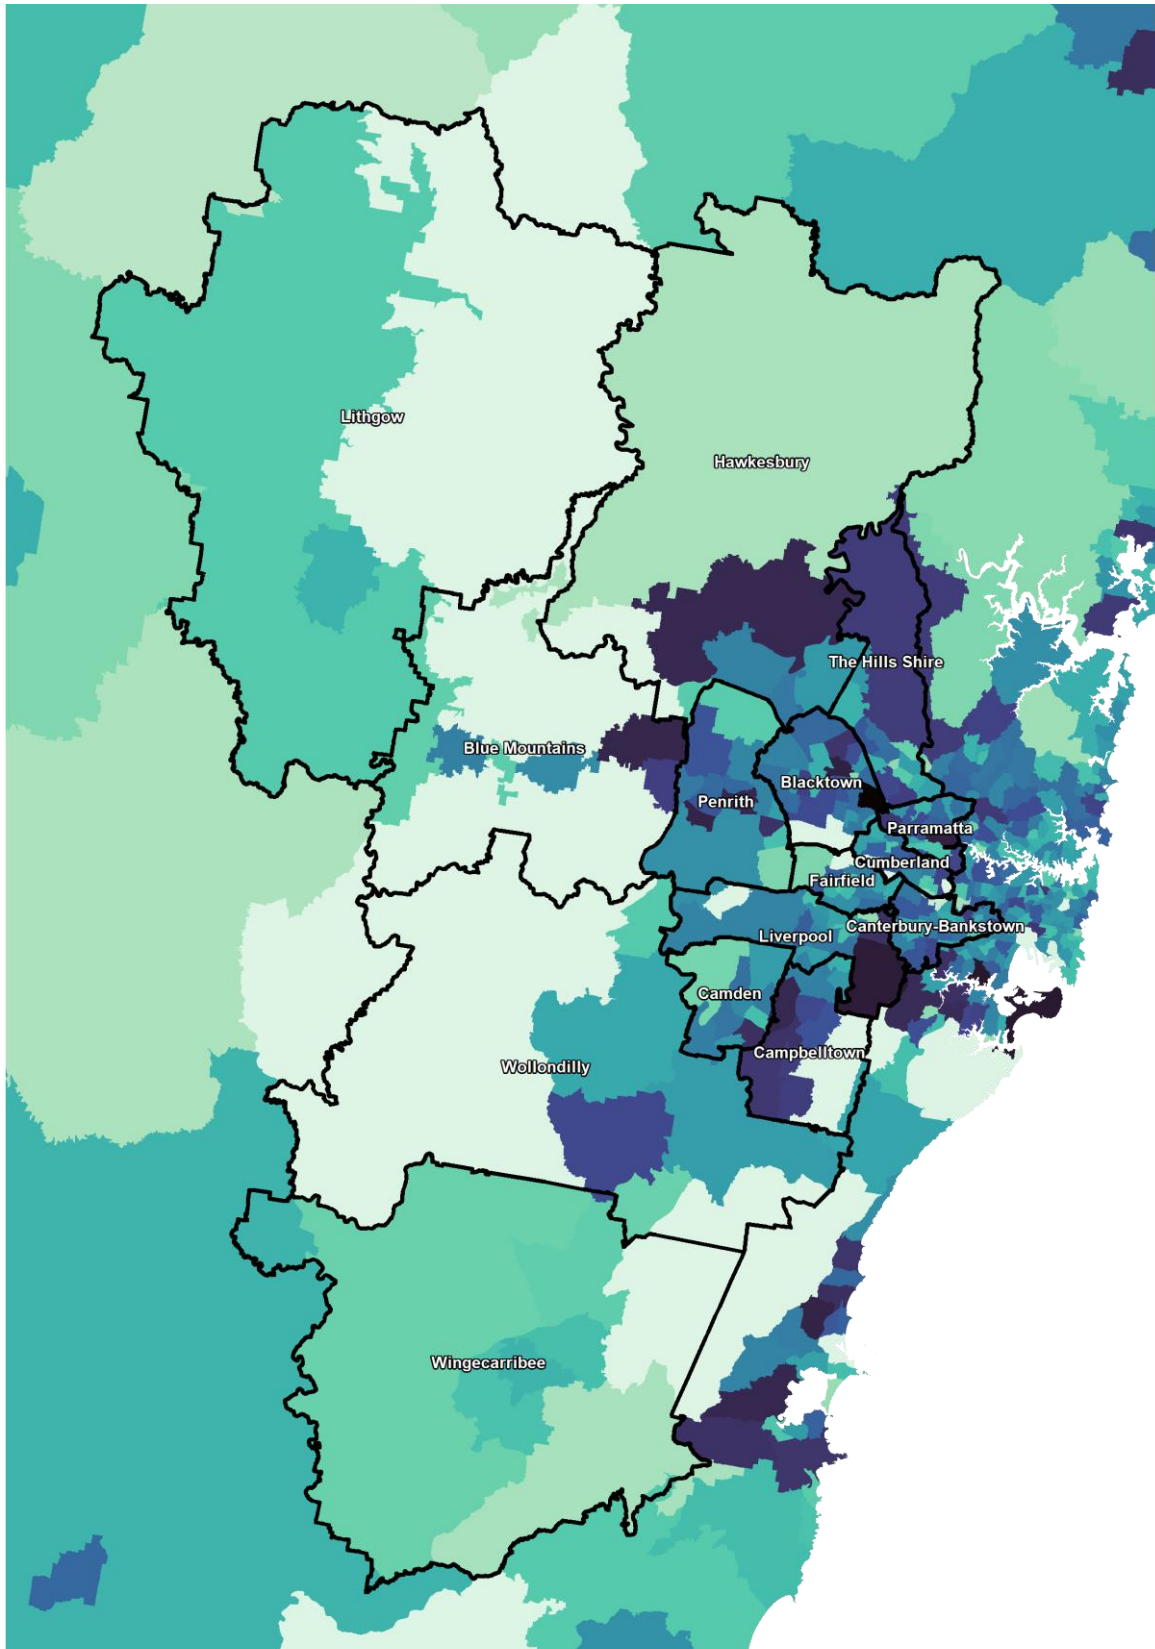 Lithgow
Hawkesbury
The Hills Shire
Blue Mountains
Blacktown
Penrith
Parramatta
Cumberland
Fairfield
Canterbury-Bankstown
Liverpool
Camden
Campbelltown
Wollondilly
Wingecarribee